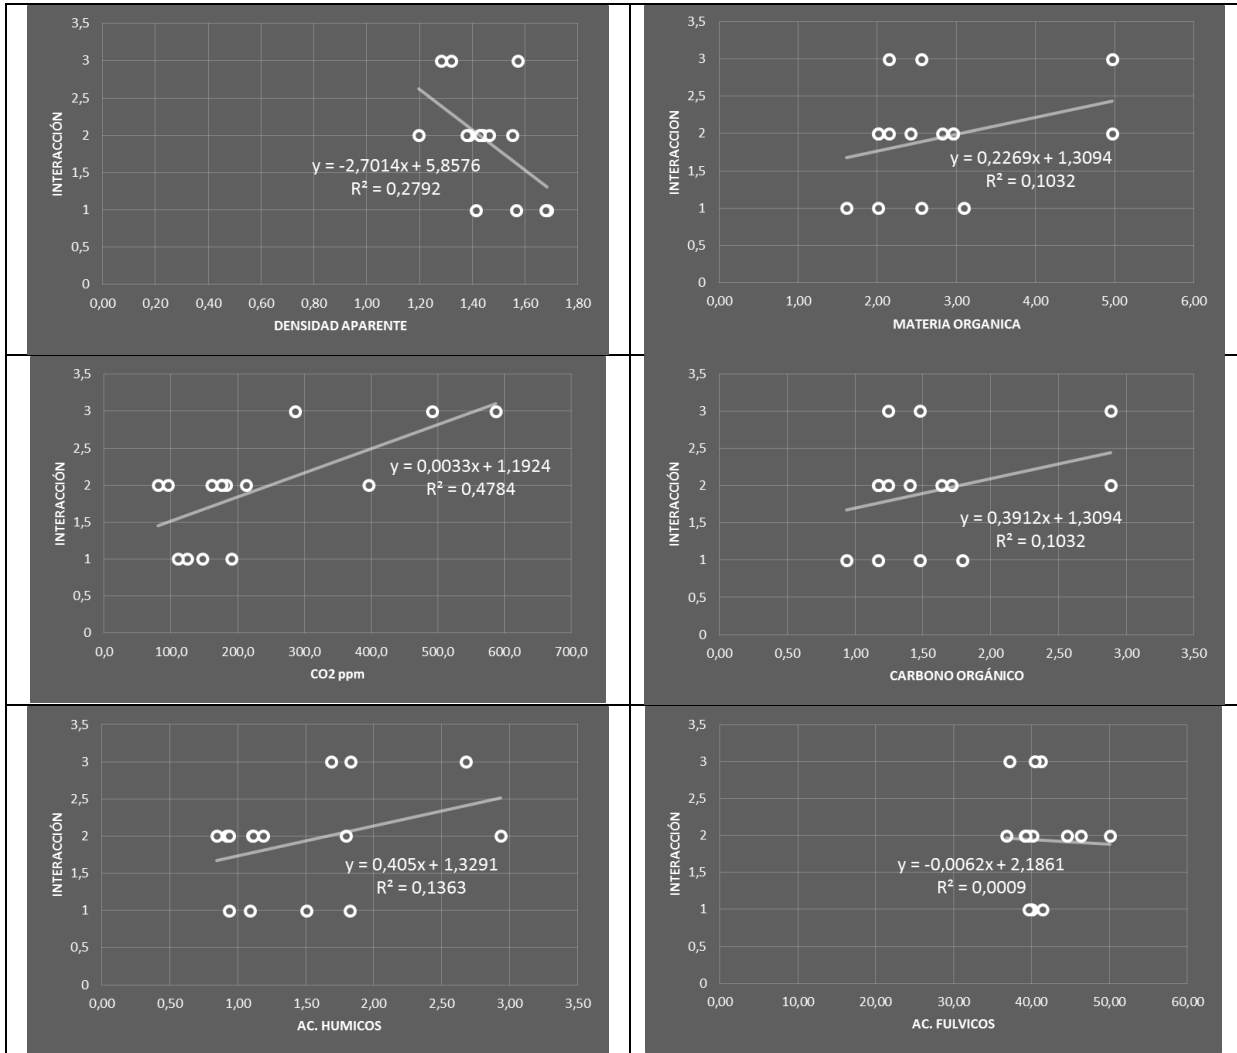 3,5
3
2,5
2
1,5
1
0,5
0
INTERACCIÓN
y = -2,7014x + 5,8576
R² = 0,2792
0,00 0,20 0,40 0,60 0,80 1,00 1,20 1,40 1,60 1,80
DENSIDAD APARENTE
3,5
3
2,5
2
1,5
1
0,5
0
INTERACCION
y = 0,2269x + 1,3094
R² = 0,1032
0,00 1,00 2,00 3,00 4,00 5,00 6,00
MATERIA ORGANICA
3,5
3
2,5
2
1,5
1
0,5
0
INTERACCIÓN
y = 0,0033x + 1,1924
R² = 0,4784
0,0 100,0 200,0 300,0 400,0 500,0 600,0 700,0
CO2 ppm
3,5
3
2,5
2
1,5
1
0,5
0
INTERACCIÓN
y = 0,3912x + 1,3094
R² = 0,1032
0,00 0,50 1,00 1,50 2,00 2,50 3,00 3,50
CARBONO ORGÁNICO
3,5
3
2,5
2
1,5
1
0,5
0
INTERACCIÓN
y = 0,405x + 1,3291
R² = 0,1363
0,00 0,50 1,00 1,50 2,00 2,50 3,00 3,50
AC. HUMICOS
3,5
3
2,5
2
1,5
1
0,5
0
INTERACCIÓN
y = -0,0062x + 2,1861
R² = 0,0009
0,00 10,00 20,00 30,00 40,00 50,00 60,00
AC. FULVICOS